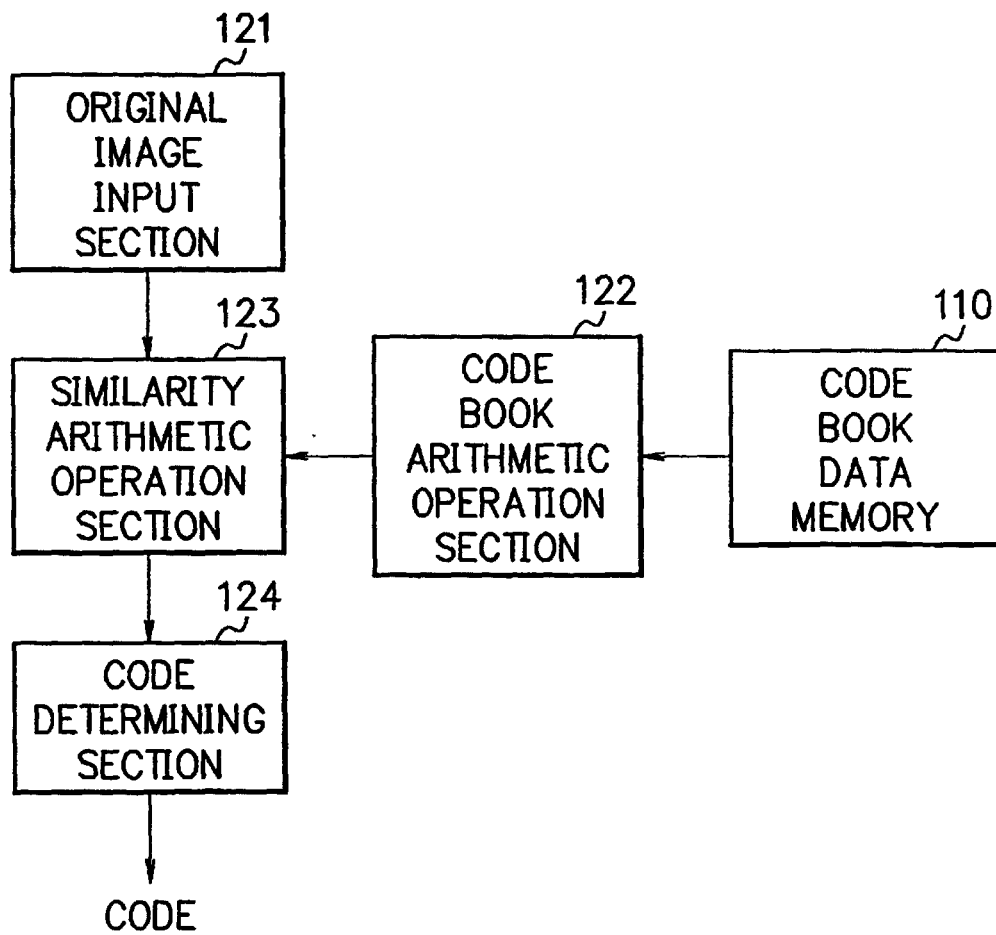 121
ORIGINAL
IMAGE
INPUT
SECTION
123
SIMILARITY
ARITHMETIC
OPERATION
SECTION
122
CODE
BOOK
ARITHMETIC
OPERATION
SECTION
110
CODE
BOOK
DATA
MEMORY
124
CODE
DETERMINING
SECTION
CODE